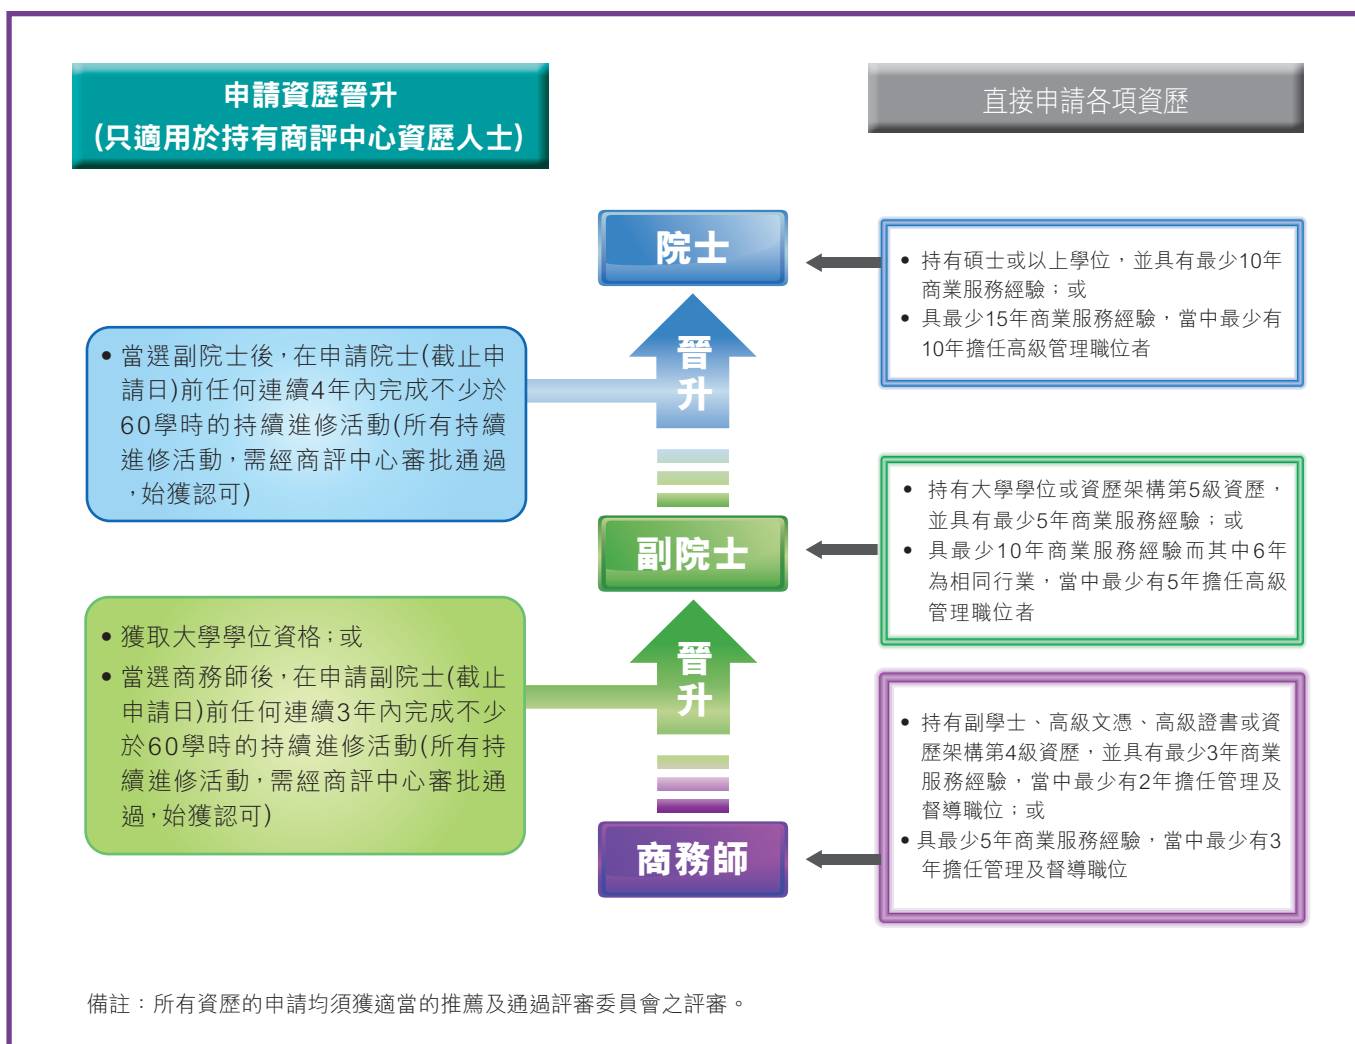 申請資歷晉升
(只適用於持有商評中心資歷人士)
直接申請各項資歷
院士
• 持有碩士或以上學位，並具有最少10年
商業服務經驗；或
• 具最少15年商業服務經驗，當中最少有
10年擔任高級管理職位者
晉
升
• 當選副院士後，在申請院士(截止申
請日)前任何連續4年內完成不少於
60學時的持續進修活動(所有持續
進修活動，需經商評中心審批通過
，始獲認可)
副院士
• 持有大學學位或資歷架構第5級資歷，
並具有最少5年商業服務經驗；或
• 具最少10年商業服務經驗而其中6年
為相同行業，當中最少有5年擔任高級
管理職位者
晉
升
• 獲取大學學位資格；或
• 當選商務師後，在申請副院士(截止
申請日)前任何連續3年內完成不少
於60學時的持續進修活動(所有持
續進修活動，需經商評中心審批通
過，始獲認可)
商務師
• 持有副學士、高級文憑、高級證書或資
歷架構第4級資歷，並具有最少3年商業
服務經驗，當中最少有2年擔任管理及
督導職位；或
• 具最少5年商業服務經驗，當中最少有3
年擔任管理及督導職位
備註：所有資歷的申請均須獲適當的推薦及通過評審委員會之評審。